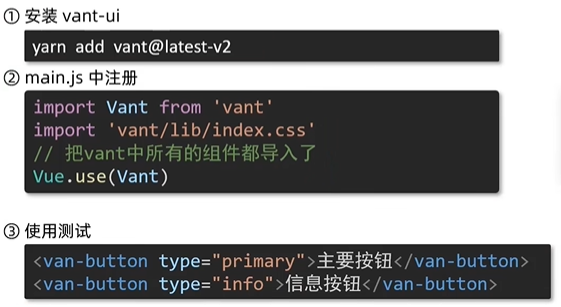 ① 安装 vant-ui
yarn add vant@latest-v2
② main.js 中注册
import Vant from 'vant'
import 'vant/lib/index.css'
// 把vant中所有的组件都导入了
Vue.use(Vant)
③ 使用测试
<van-button type="primary">主要按钮</van-button>
<van-button type="info">信息按钮</van-button>